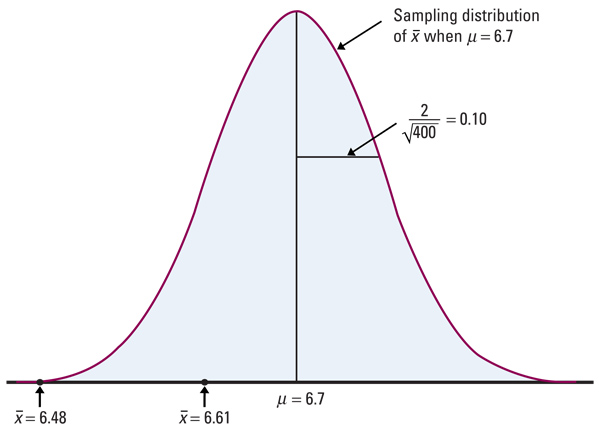 Sampling distribution
of x̄ when μ = 6.7
2/√400 = 0.10
x̄ = 6.48
x̄ = 6.61
μ = 6.7